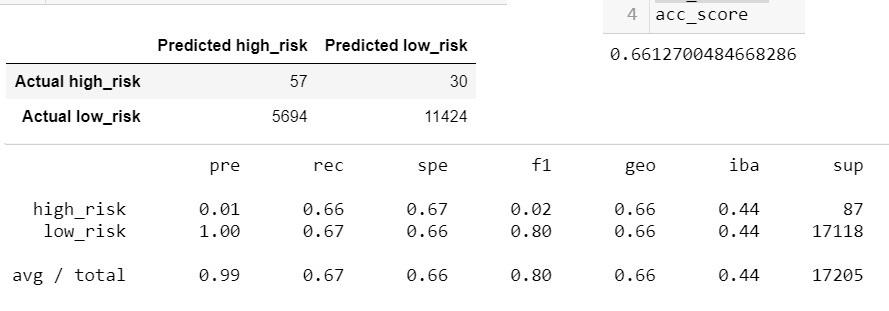 4 acc_score
0.6612700484668286
Predicted high_risk Predicted low_risk
Actual high_risk 57 30
Actual low_risk 5694 11424
pre rec spe f1 geo iba sup
high_risk 0.01 0.66 0.67 0.02 0.66 0.44 87
low_risk 1.00 0.67 0.66 0.80 0.66 0.44 17118
avg / total 0.99 0.67 0.66 0.80 0.66 0.44 17205